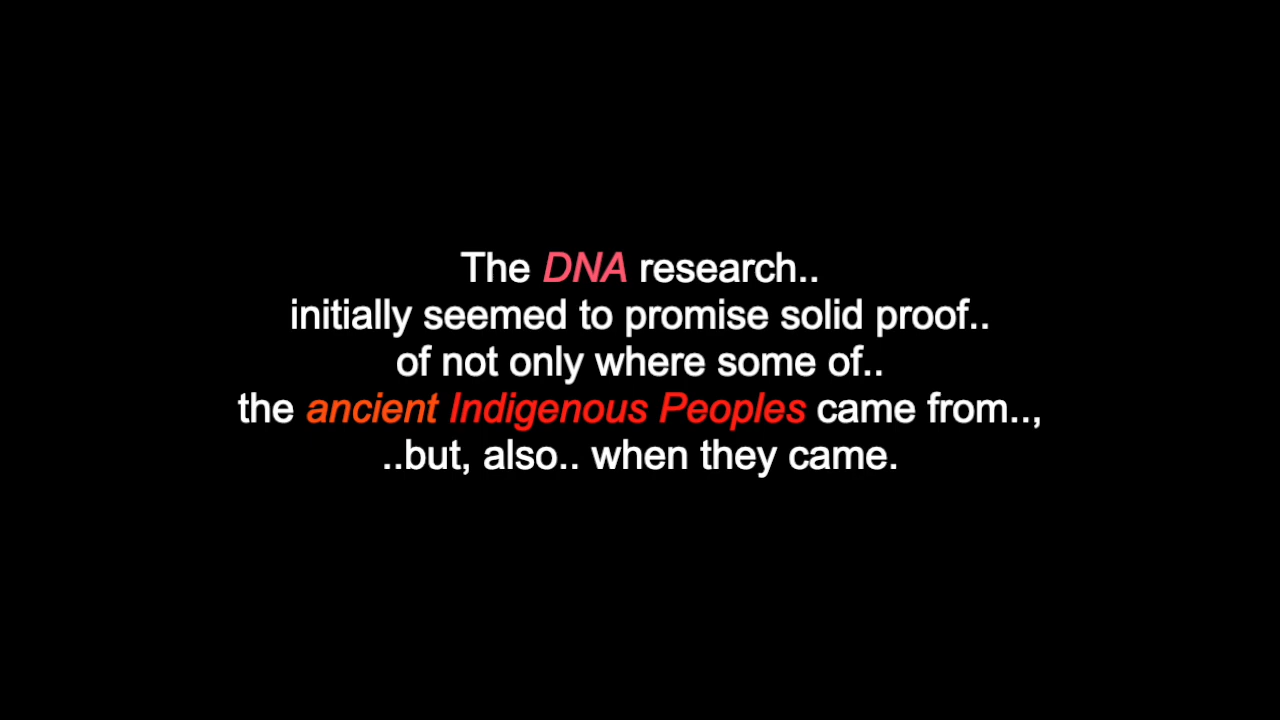 The DNA research..
initially seemed to promise solid proof..
of not only where some of..
the ancient Indigenous Peoples came from..,
..but, also.. when they came.